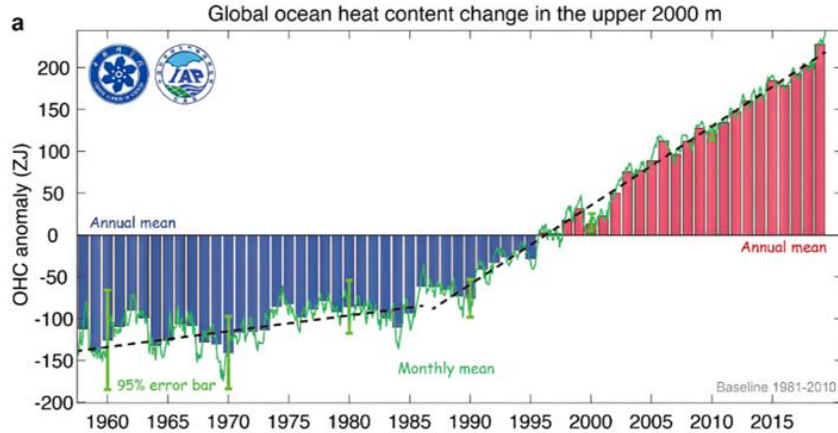 a
Global ocean heat content change in the upper 2000 m
IAP
OHC anomaly (ZJ)
200
150
100
50
0
-50
-100
-150
-200
Annual mean
Annual mean
Monthly mean
95% error bar
Baseline 1981-2010
1960 1965 1970 1975 1980 1985 1990 1995 2000 2005 2010 2015